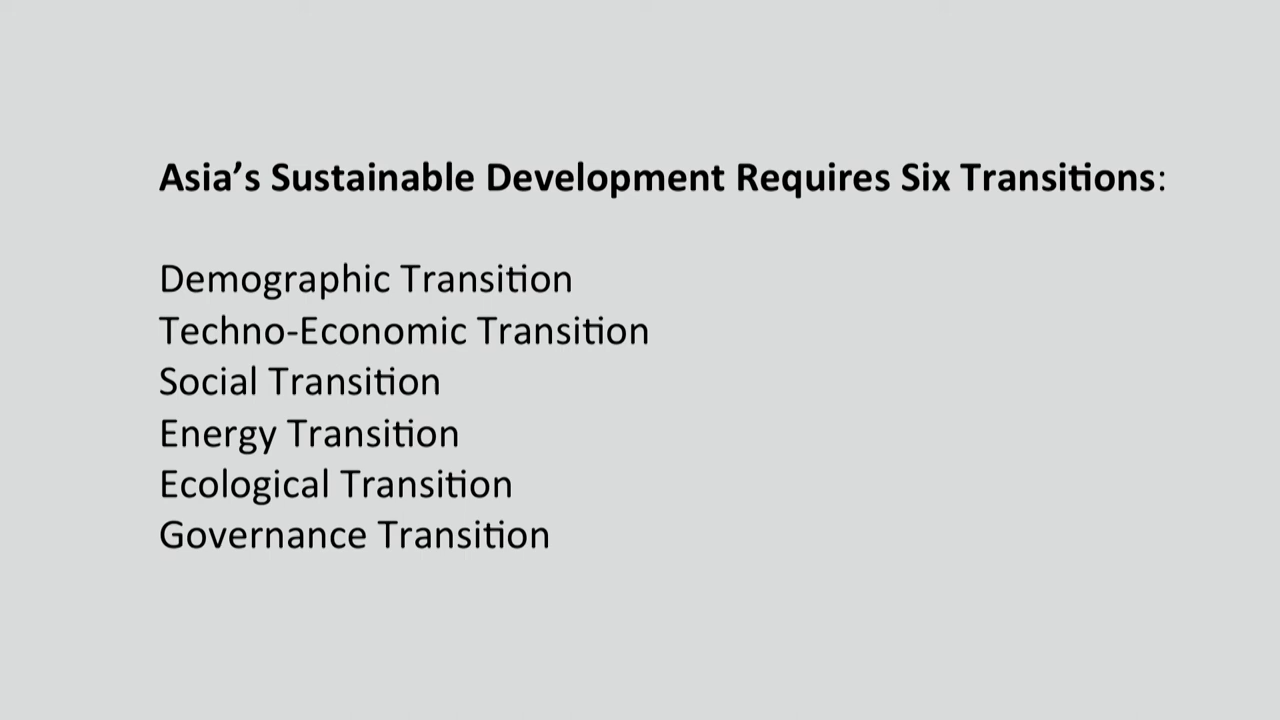 Asia’s Sustainable Development Requires Six Transitions:
Demographic Transition
Techno-Economic Transition
Social Transition
Energy Transition
Ecological Transition
Governance Transition